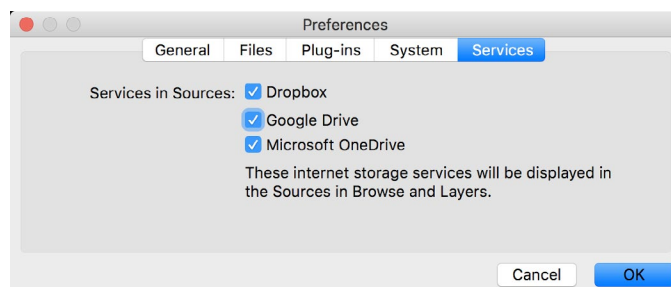 Preferences
General Files Plug-ins System Services
Services in Sources: Dropbox
Google Drive
Microsoft OneDrive
These internet storage services will be displayed in
the Sources in Browse and Layers.
Cancel OK